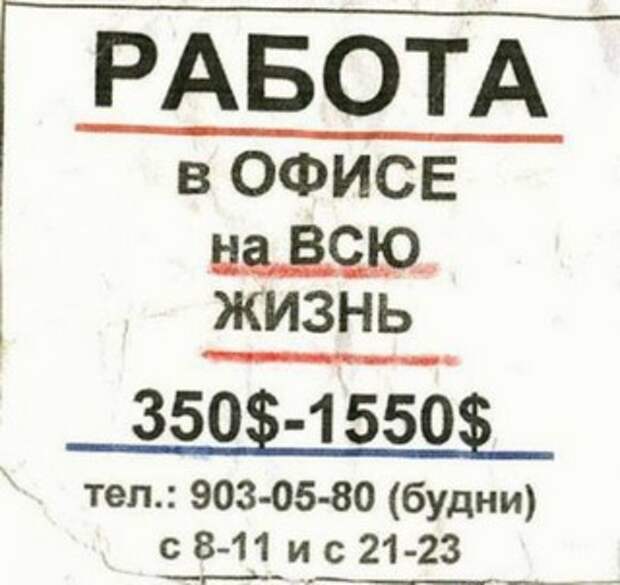 РАБОТА
в ОФИСЕ
на ВСЮ
ЖИЗНЬ
350$-1550$
тел.: 903-05-80 (будни)
с 8-11 и с 21-23